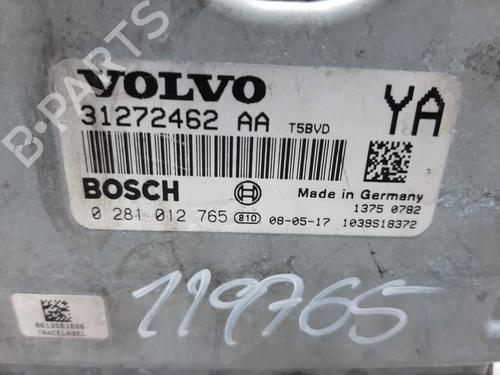 B-PARTS
VOLVO
31272462 AA T5BVD
YA
BOSCH
Made in Germany
1375 0782
0 281 012 765 810 08-05-17 1039S18372
119765
8613581826
TRACELABEL